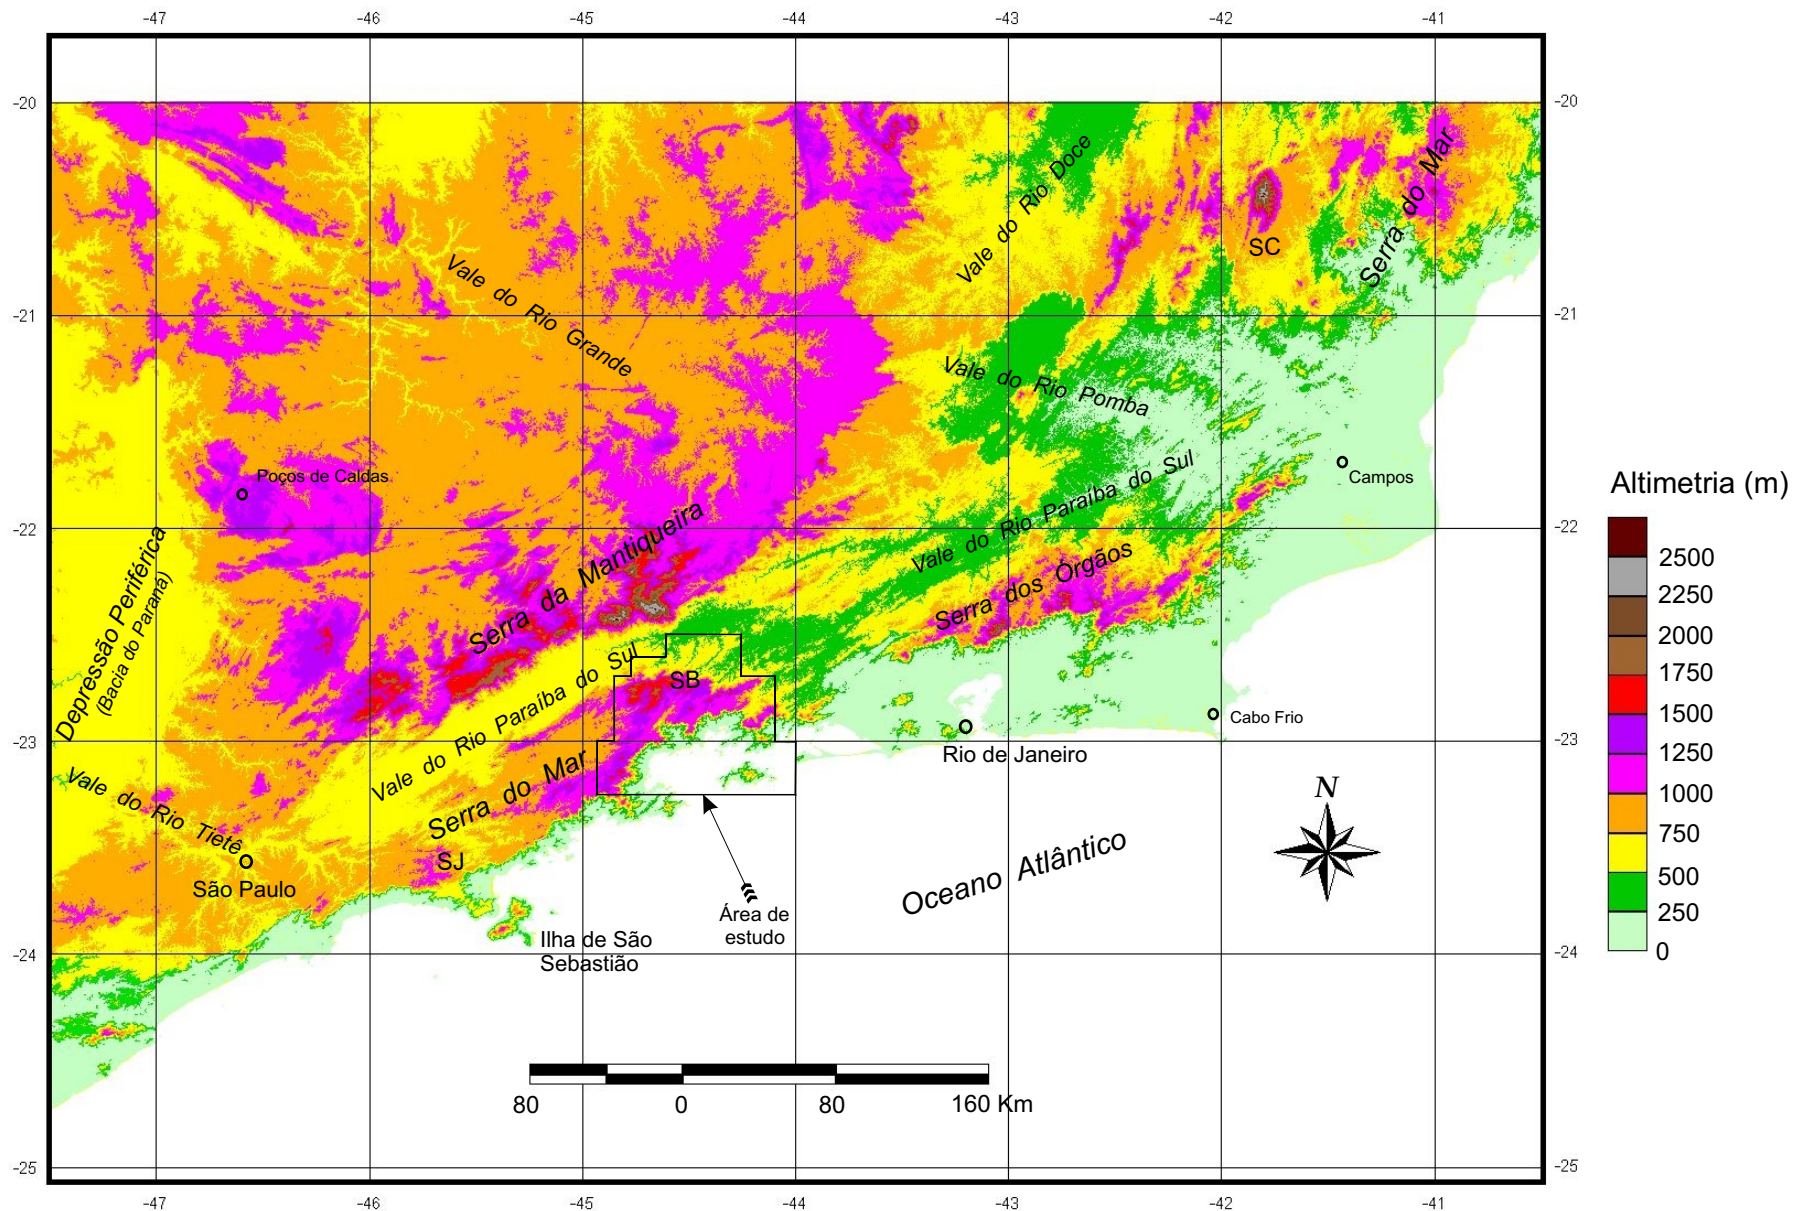 -47 -46 -45 -44 -43 -42 -41
-20 -20
Vale do Rio Doce
Serra do Mar
SC
Vale do Rio Grande
-21 -21
Vale do Rio Pomba
Poços de Caldas
Vale do Rio Paraíba do Sul
Campos
Altimetria (m)
-22 -22
Serra da Mantiqueira
Serra dos Órgãos
Depressão Periférica
(Bacia do Paraná)
2500
2250
2000
1750
1500
1250
1000
750
500
250
0
SB
Vale do Rio Paraíba do Sul
Cabo Frio
-23 -23
Rio de Janeiro
Serra do Mar
Vale do Rio Tietê
N
SJ
São Paulo
Oceano Atlântico
Área de
estudo
Ilha de São
Sebastião
-24 -24
80 0 80 160 Km
-25 -25
-47 -46 -45 -44 -43 -42 -41